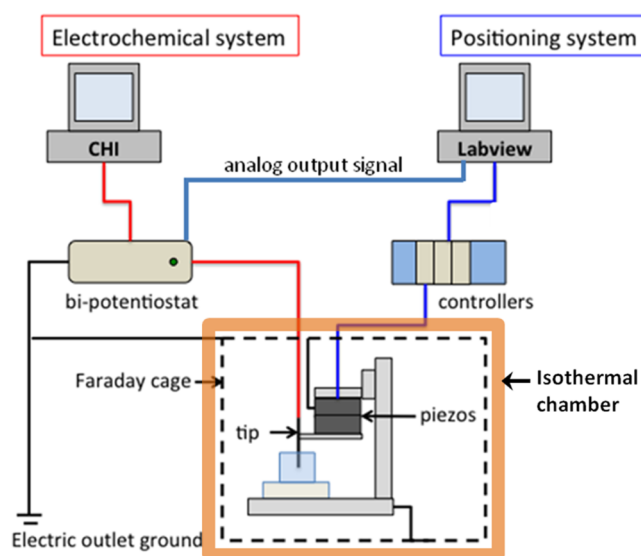 Electrochemical system
Positioning system
CHI
Labview
analog output signal
bi-potentiostat
controllers
Faraday cage
Isothermal
chamber
tip
piezos
Electric outlet ground